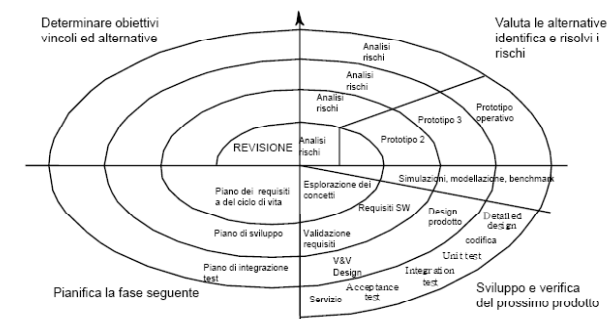 Determinare obiettivi
vincoli ed alternative
Valuta le alternative
identifica e risolvi i
rischi
Analisi
rischi
Analisi
rischi
Analisi
rischi
Analisi
rischi
REVISIONE
Prototipo 2
Prototipo 3
Prototipo
operativo
Simulazioni, modellazione, benchmark
Piano dei requisiti
a del ciclo di vita
Esplorazione dei
concetti
Requisiti SW
Design
prodotto
Detailed
design
Piano di sviluppo
Validazione
requisiti
codifica
Unit test
Piano di integrazione
test
V&V
Design
Integration
test
Acceptance
test
Servizio
Pianifica la fase seguente
Sviluppo e verifica
del prossimo prodotto